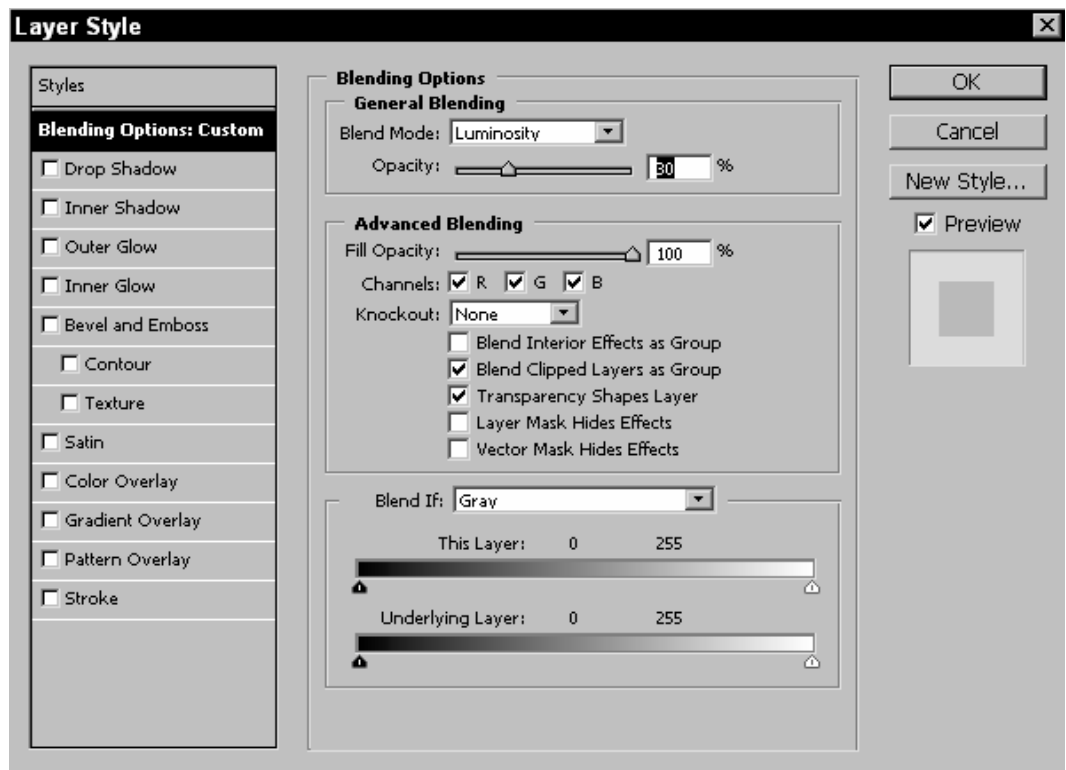 Layer Style
Styles
Blending Options: Custom
Drop Shadow
Inner Shadow
Outer Glow
Inner Glow
Bevel and Emboss
Contour
Texture
Satin
Color Overlay
Gradient Overlay
Pattern Overlay
Stroke
Blending Options
General Blending
Blend Mode: Luminosity
Opacity: 30 %
Advanced Blending
Fill Opacity: 100 %
Channels: R G B
Knockout: None
Blend Interior Effects as Group
Blend Clipped Layers as Group
Transparency Shapes Layer
Layer Mask Hides Effects
Vector Mask Hides Effects
Blend If: Gray
This Layer: 0 255
Underlying Layer: 0 255
OK
Cancel
New Style...
Preview